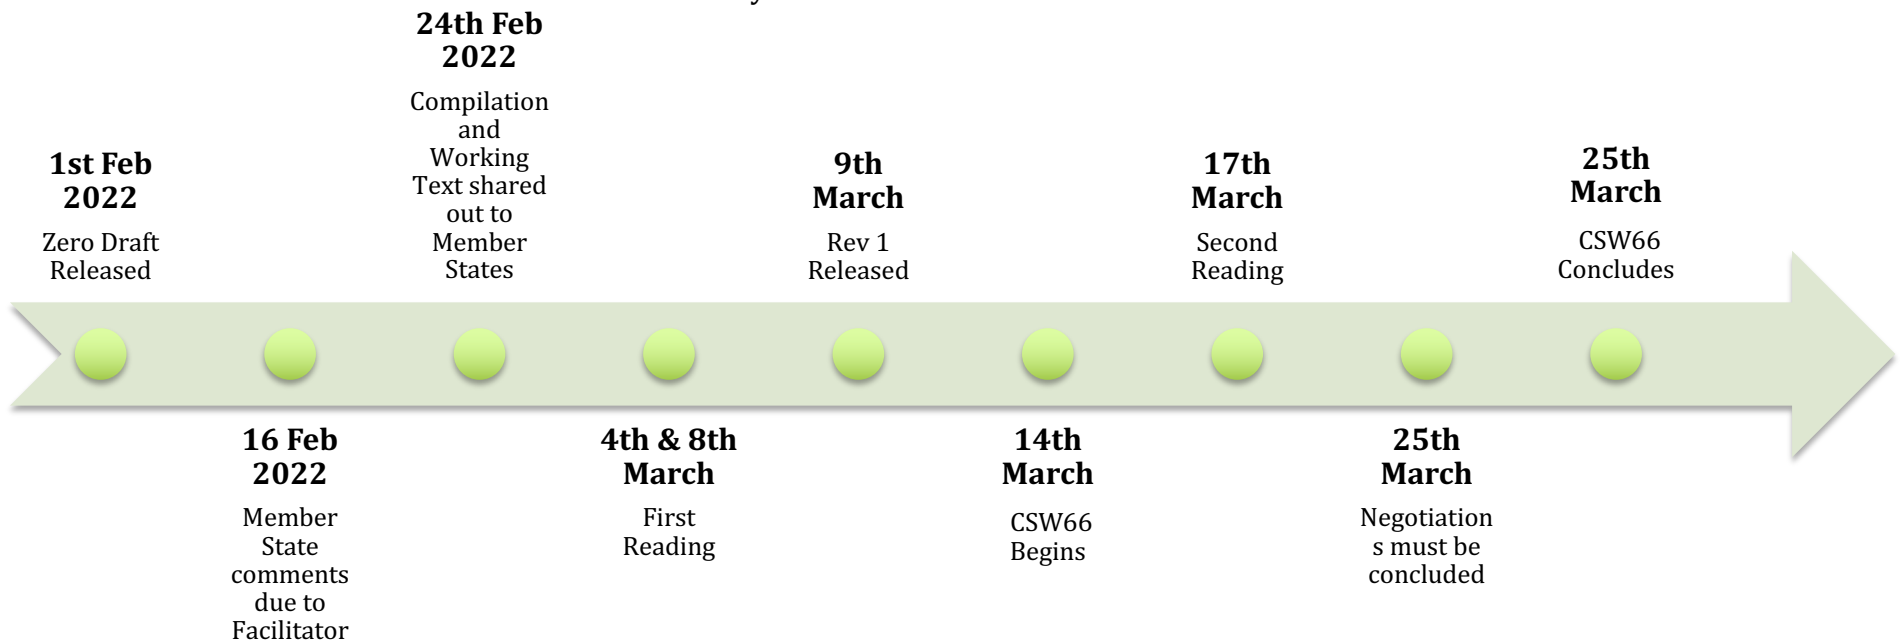 24th Feb
2022
Compilation
and
Working
Text shared
out to
Member
States
1st Feb
2022
Zero Draft
Released
9th
March
Rev 1
Released
17th
March
Second
Reading
25th
March
CSW66
Concludes
16 Feb
2022
Member
State
comments
due to
Facilitator
4th & 8th
March
First
Reading
14th
March
CSW66
Begins
25th
March
Negotiation
s must be
concluded